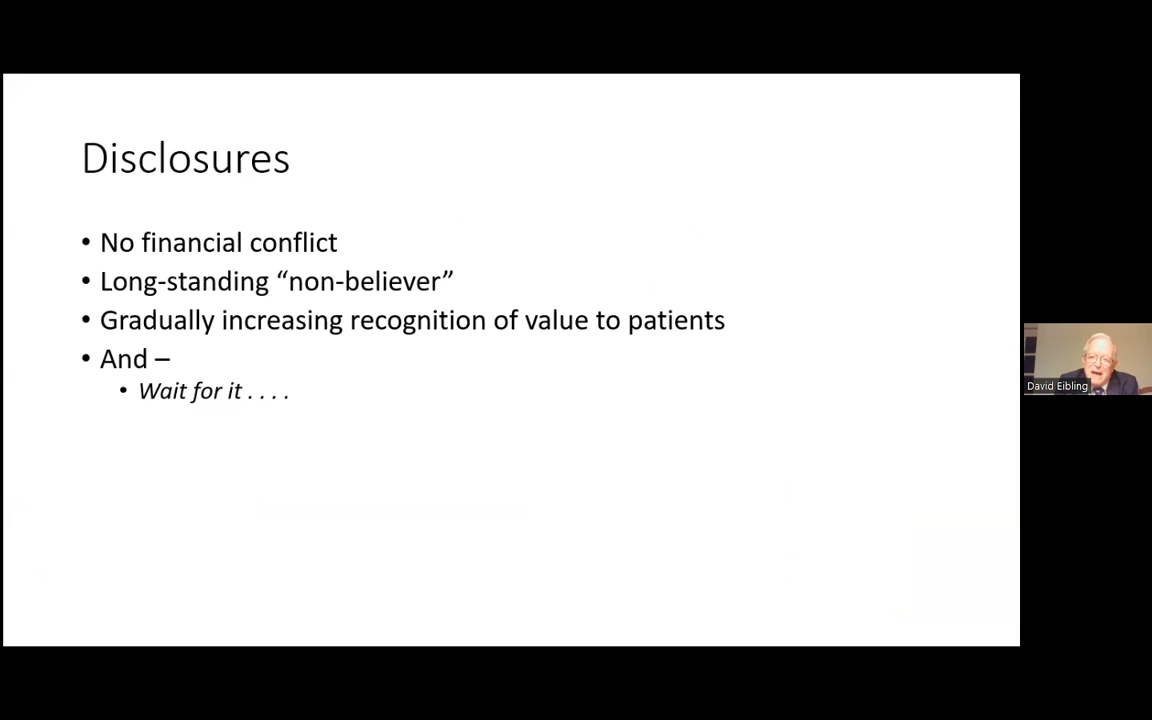 Disclosures
• No financial conflict
• Long-standing “non-believer”
• Gradually increasing recognition of value to patients
• And –
• Wait for it . . . .
David Eibling